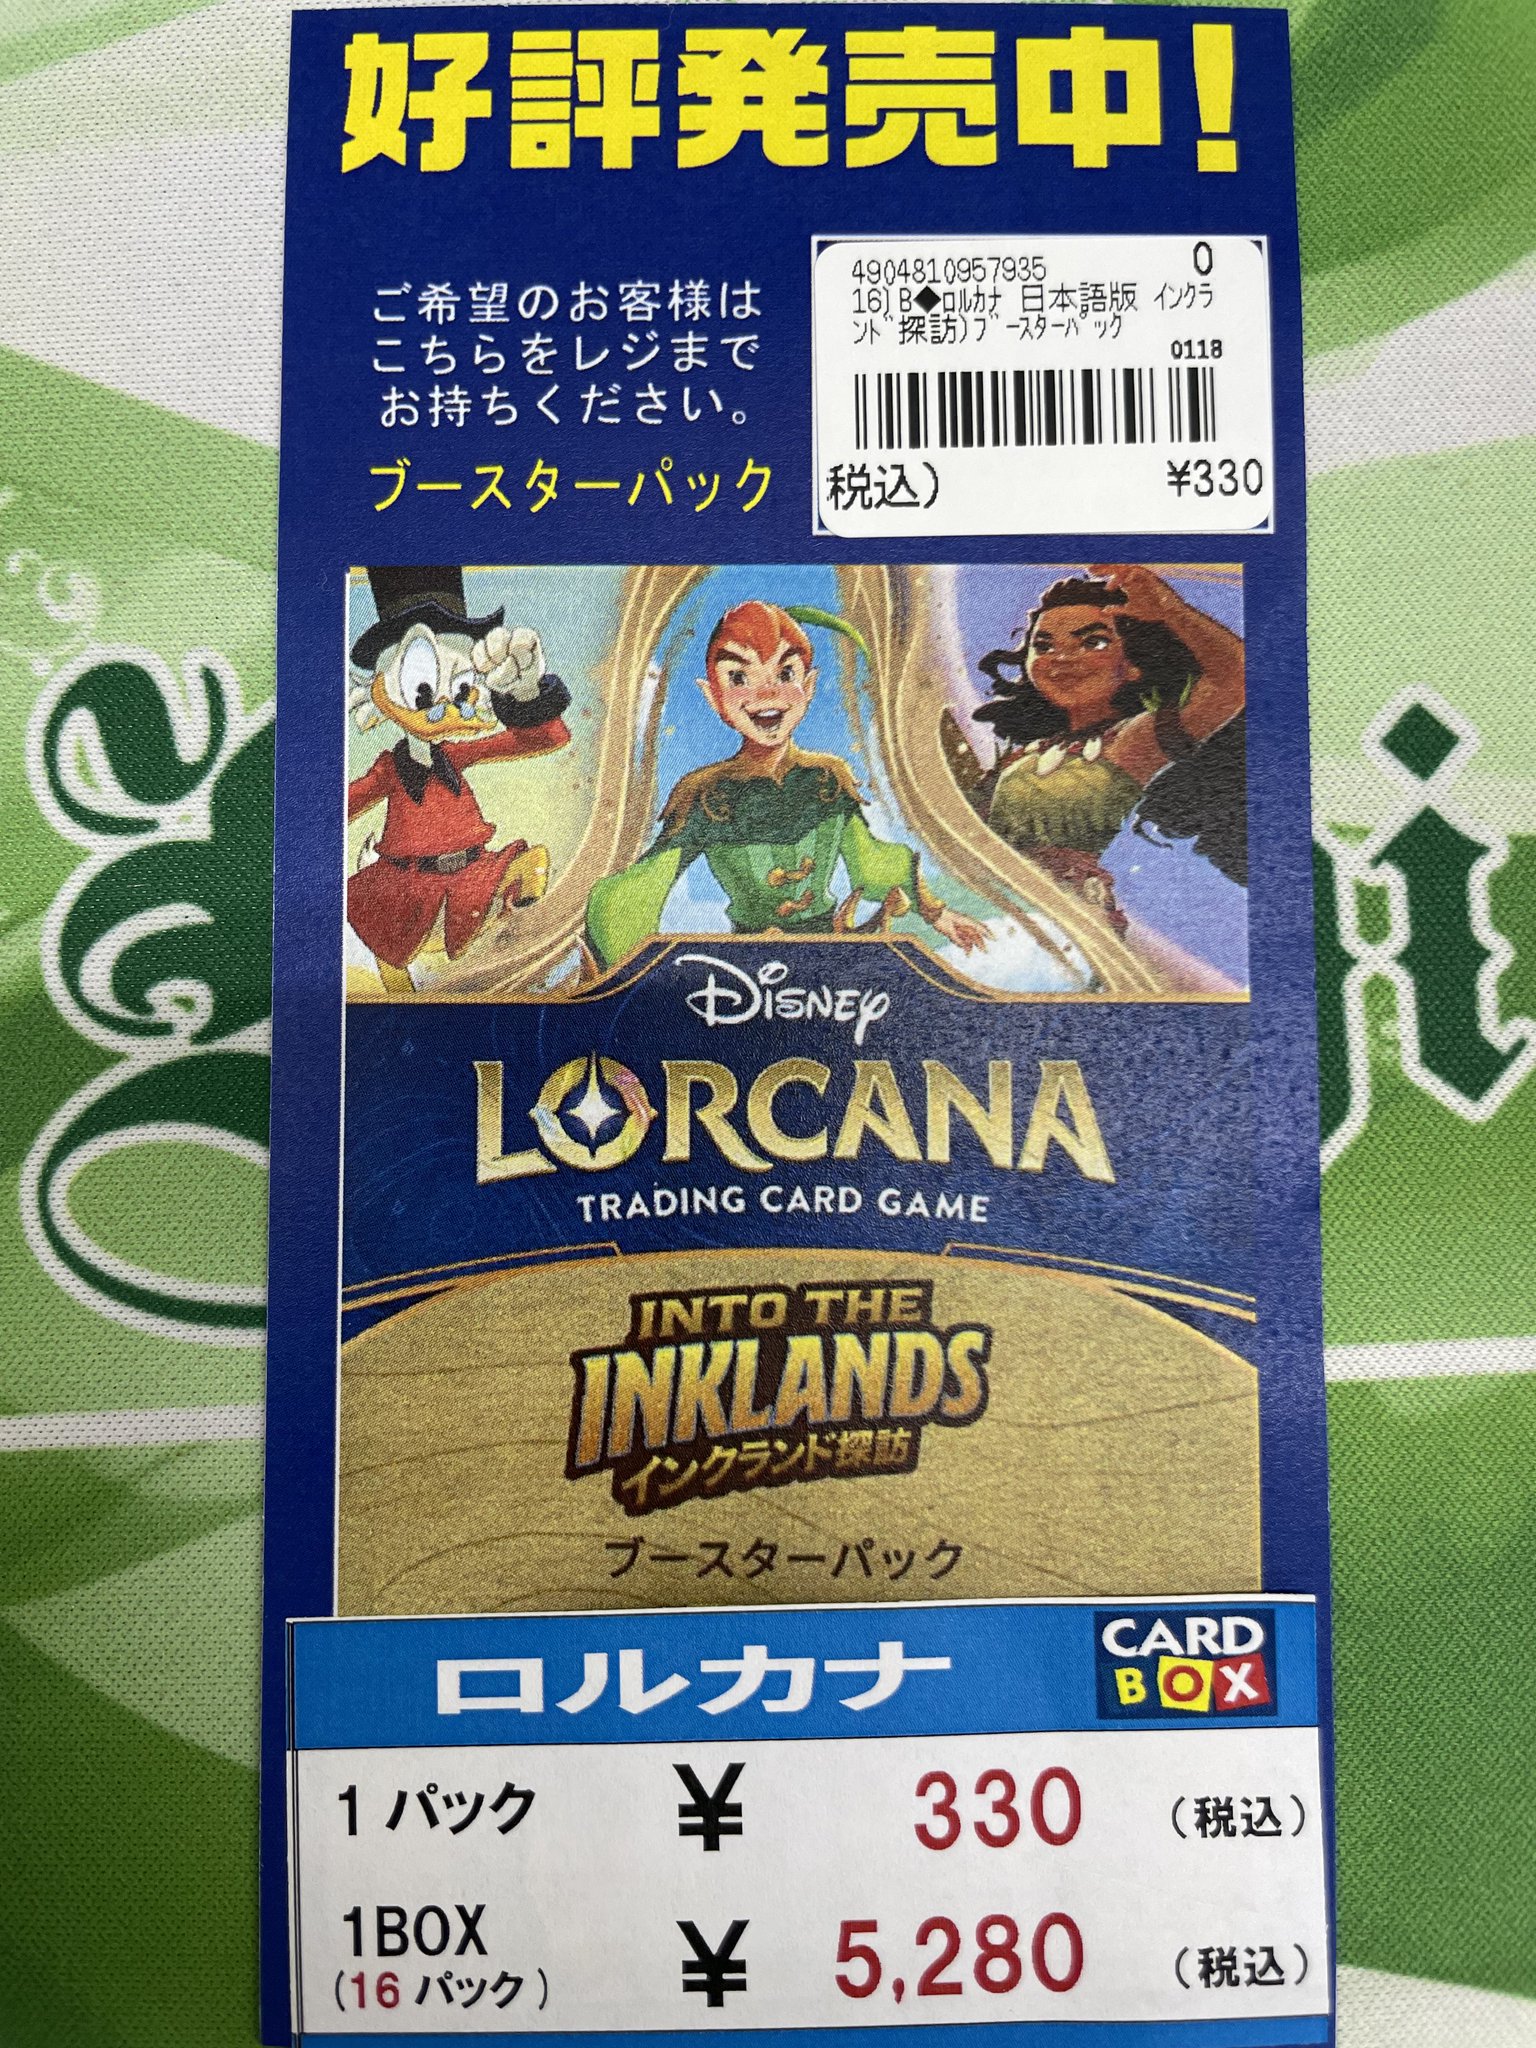 好評発売中!
ご希望のお客様は
こちらをレジまで
お持ちください。
ブースターパック
4904810957935 0
16) B◆ロルカナ 日本語版 インクラ
ンド探訪)ブースターパック
0118
税込) ¥330
DISNEY
LORCANA
TRADING CARD GAME
INTO THE
INKLANDS
インクランド探訪
ブースターパック
ロルカナ
CARD
BOX
1 パック ¥ 330 (税込)
1BOX
(16 パック) ¥ 5,280 (税込)